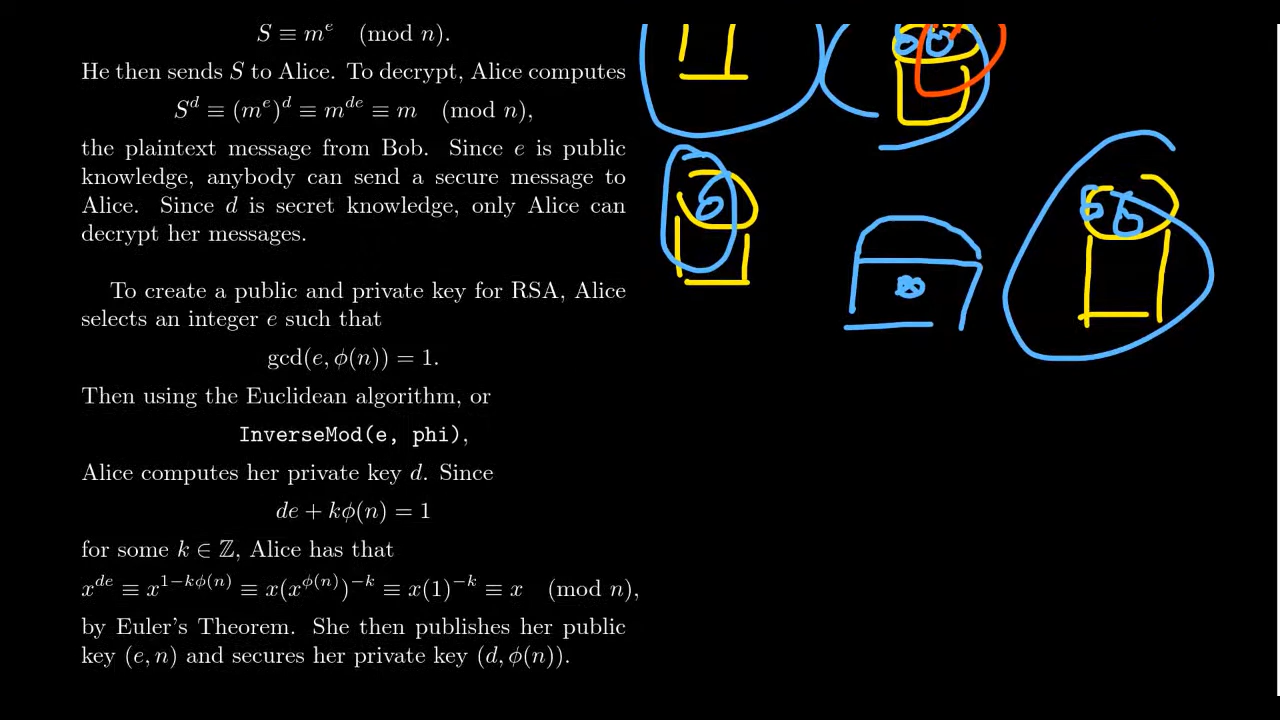 S ≡ m^e (mod n).
He then sends S to Alice. To decrypt, Alice computes
S^d ≡ (m^e)^d ≡ m^{de} ≡ m (mod n),
the plaintext message from Bob. Since e is public
knowledge, anybody can send a secure message to
Alice. Since d is secret knowledge, only Alice can
decrypt her messages.
To create a public and private key for RSA, Alice
selects an integer e such that
gcd(e, ϕ(n)) = 1.
Then using the Euclidean algorithm, or
InverseMod(e, phi),
Alice computes her private key d. Since
de + kϕ(n) = 1
for some k ∈ ℤ, Alice has that
x^{de} ≡ x^{1−kϕ(n)} ≡ x(x^{ϕ(n)})^{−k} ≡ x(1)^{−k} ≡ x (mod n),
by Euler's Theorem. She then publishes her public
key (e, n) and secures her private key (d, ϕ(n)).